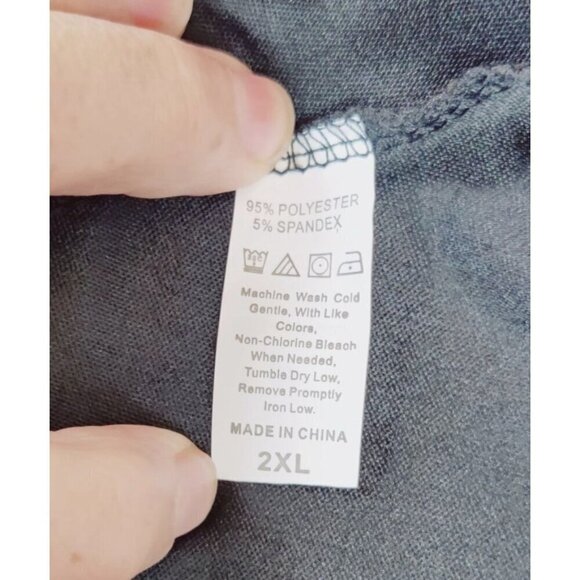 95% POLYESTER
5% SPANDEX
Machine Wash Cold
Gentle, With Like
Colors,
Non-Chlorine Bleach
When Needed,
Tumble Dry Low,
Remove Promptly
Iron Low.
MADE IN CHINA
2XL